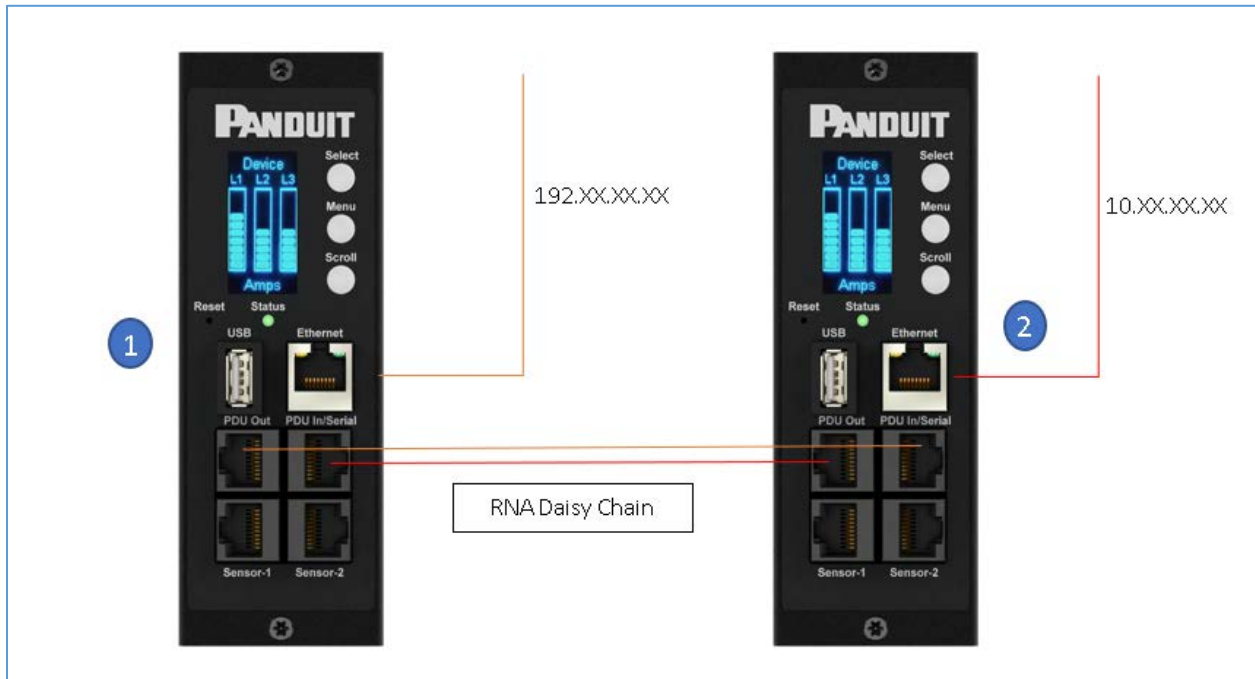 PANDUIT
Device
L1 L2 L3
Amps
Select
Menu
Scroll
Reset Status
USB Ethernet
PDU Out PDU In/Serial
Sensor-1 Sensor-2
1
192.XX.XX.XX
RNA Daisy Chain
PANDUIT
Device
L1 L2 L3
Amps
Select
Menu
Scroll
Reset Status
USB Ethernet
PDU Out PDU In/Serial
Sensor-1 Sensor-2
2
10.XX.XX.XX